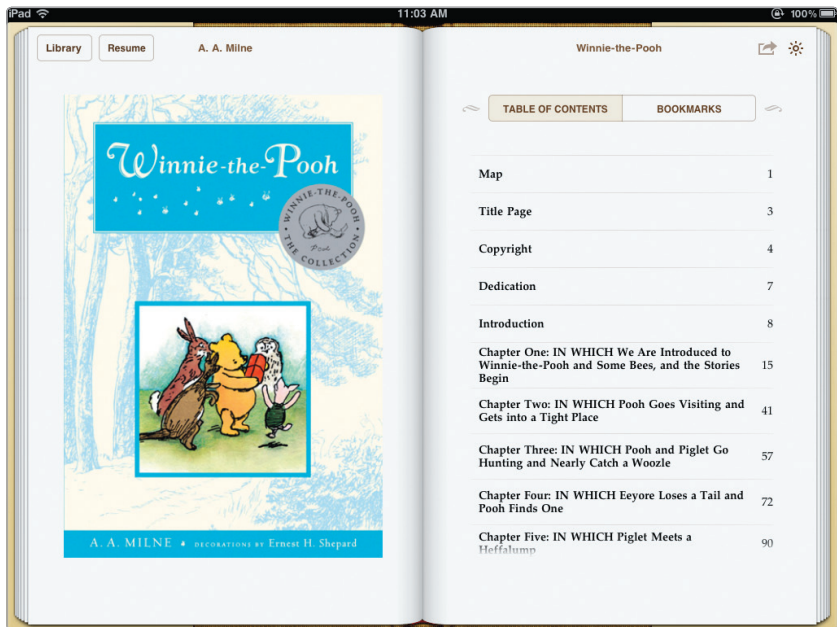 iPad 11:03 AM 100%
Library Resume A. A. Milne
Winnie-the-Pooh
WINNIE-THE-POOH
Pooh
THE COLLECTION
A. A. MILNE • DECORATIONS BY Ernest H. Shepard
Winnie-the-Pooh
TABLE OF CONTENTS BOOKMARKS
Map 1
Title Page 3
Copyright 4
Dedication 7
Introduction 8
Chapter One: IN WHICH We Are Introduced to
Winnie-the-Pooh and Some Bees, and the Stories 15
Begin
Chapter Two: IN WHICH Pooh Goes Visiting and
Gets into a Tight Place 41
Chapter Three: IN WHICH Pooh and Piglet Go
Hunting and Nearly Catch a Woozle 57
Chapter Four: IN WHICH Eeyore Loses a Tail and
Pooh Finds One 72
Chapter Five: IN WHICH Piglet Meets a
Heffalump 90